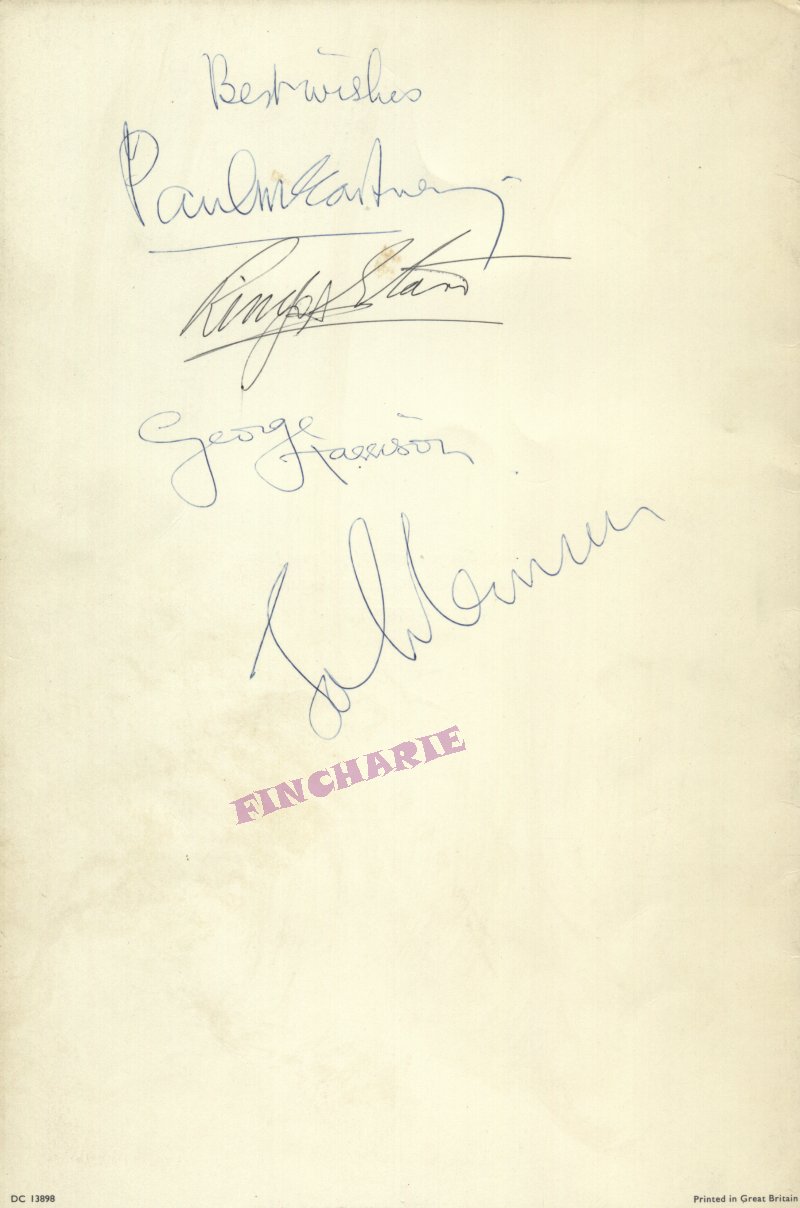 Best wishes
Paul McCartney
Ringo Starr
George Harrison
John Lennon
FINCHARIE
DC 13898
Printed in Great Britain